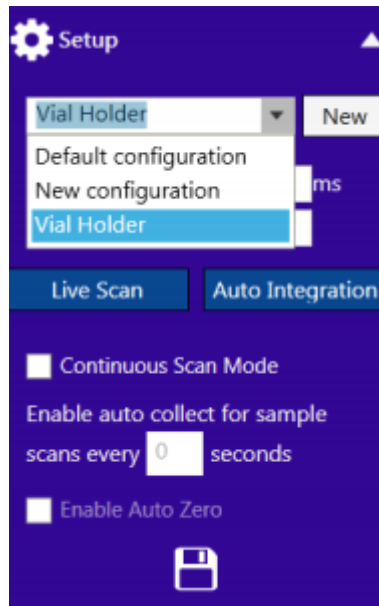 Setup
Vial Holder New
Default configuration
New configuration
ms
Vial Holder
Live Scan Auto Integration
Continuous Scan Mode
Enable auto collect for sample
scans every 0 seconds
Enable Auto Zero